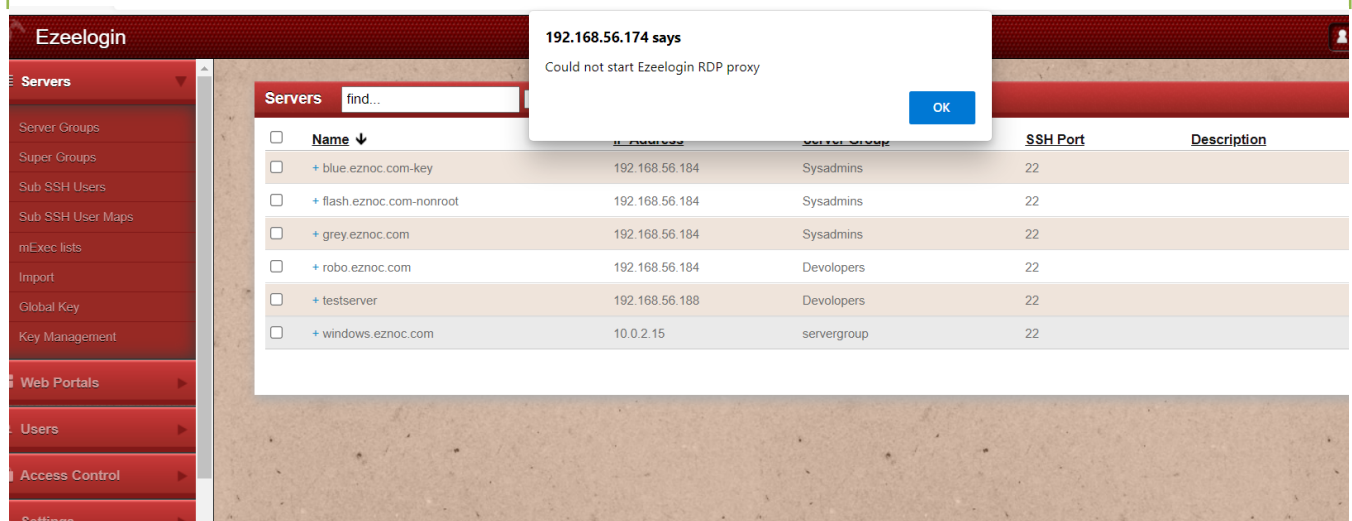 Ezeelogin
192.168.56.174 says
Could not start Ezeelogin RDP proxy
OK
Servers
Server Groups
Super Groups
Sub SSH Users
Sub SSH User Maps
mExec lists
Import
Global Key
Key Management
Web Portals
Users
Access Control
Settings
Servers find...
Name ↓ IP Address Server Group SSH Port Description
+ blue.eznoc.com-key 192.168.56.184 Sysadmins 22
+ flash.eznoc.com-nonroot 192.168.56.184 Sysadmins 22
+ grey.eznoc.com 192.168.56.184 Sysadmins 22
+ robo.eznoc.com 192.168.56.184 Devolopers 22
+ testserver 192.168.56.188 Devolopers 22
+ windows.eznoc.com 10.0.2.15 servergroup 22